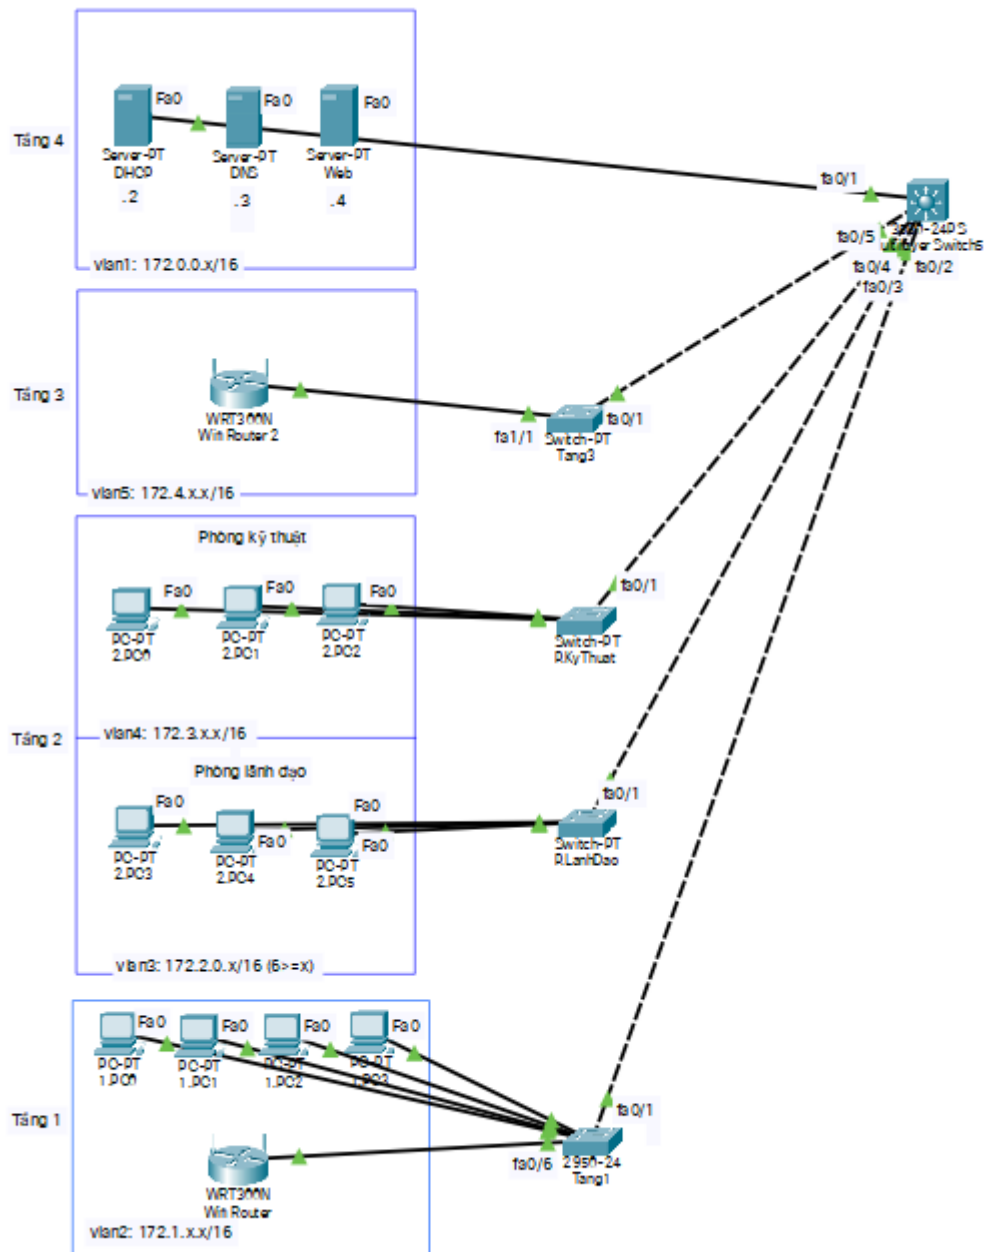 Tầng 4
Fa0
Fa0
Fa0
Server-PT
DHCP
.2
Server-PT
DNS
.3
Server-PT
Web
.4
vlan1: 172.0.0.x/16
fa0/1
fa0/5
fa0/4
fa0/3
fa0/2
Tầng 3
WRT300N
Win Router 2
fa1/1
fa0/1
Switch-PT
Tang3
vlan5: 172.4.x.x/16
Tầng 2
Phòng kỹ thuật
Fa0
Fa0
Fa0
PC-PT
2.PC0
PC-PT
2.PC1
PC-PT
2.PC2
fa0/1
Switch-PT
P.KyThuat
vlan4: 172.3.x.x/16
Phòng lãnh đạo
Fa0
Fa0
Fa0
Fa0
PC-PT
2.PC3
PC-PT
2.PC4
PC-PT
2.PC5
fa0/1
Switch-PT
P.LanhDao
vlan3: 172.2.0.x/16 (6>=x)
Tầng 1
Fa0
Fa0
Fa0
Fa0
PC-PT
1.PC0
PC-PT
1.PC1
PC-PT
1.PC2
PC-PT
1.PC3
fa0/1
fa0/6
2950-24
Tang1
WRT300N
Win Router
vlan2: 172.1.x.x/16